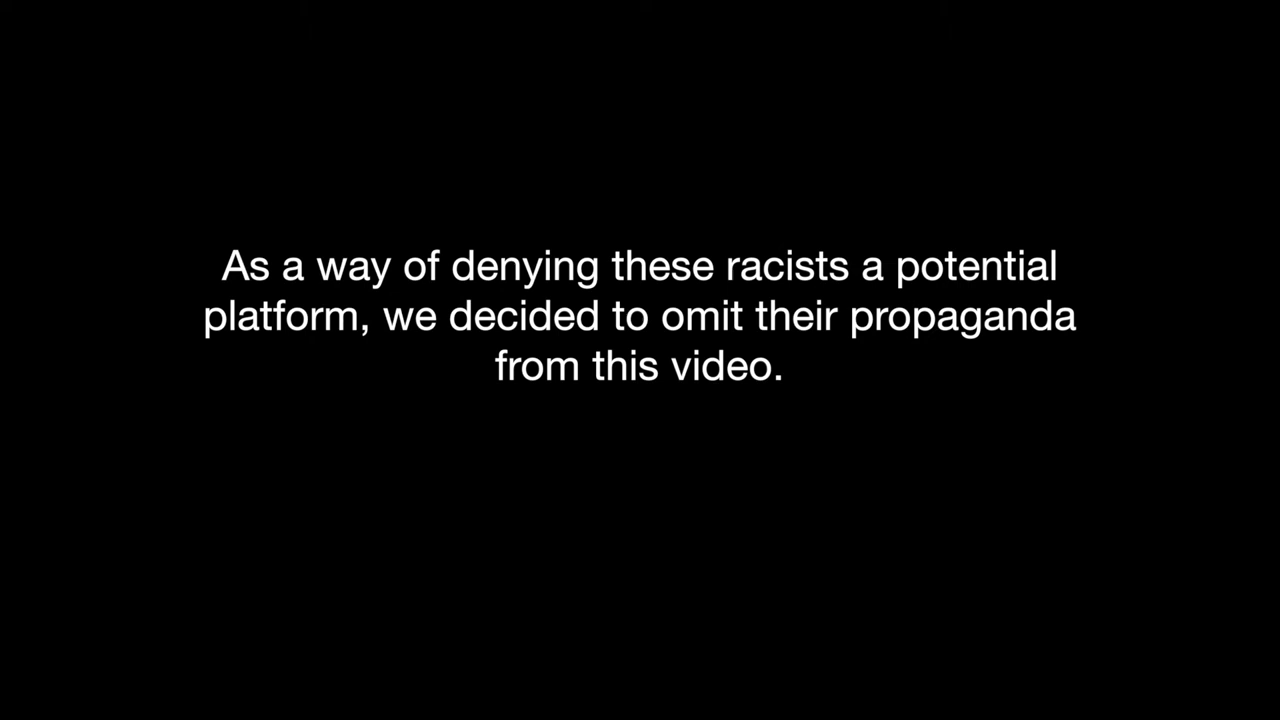 As a way of denying these racists a potential
platform, we decided to omit their propaganda
from this video.